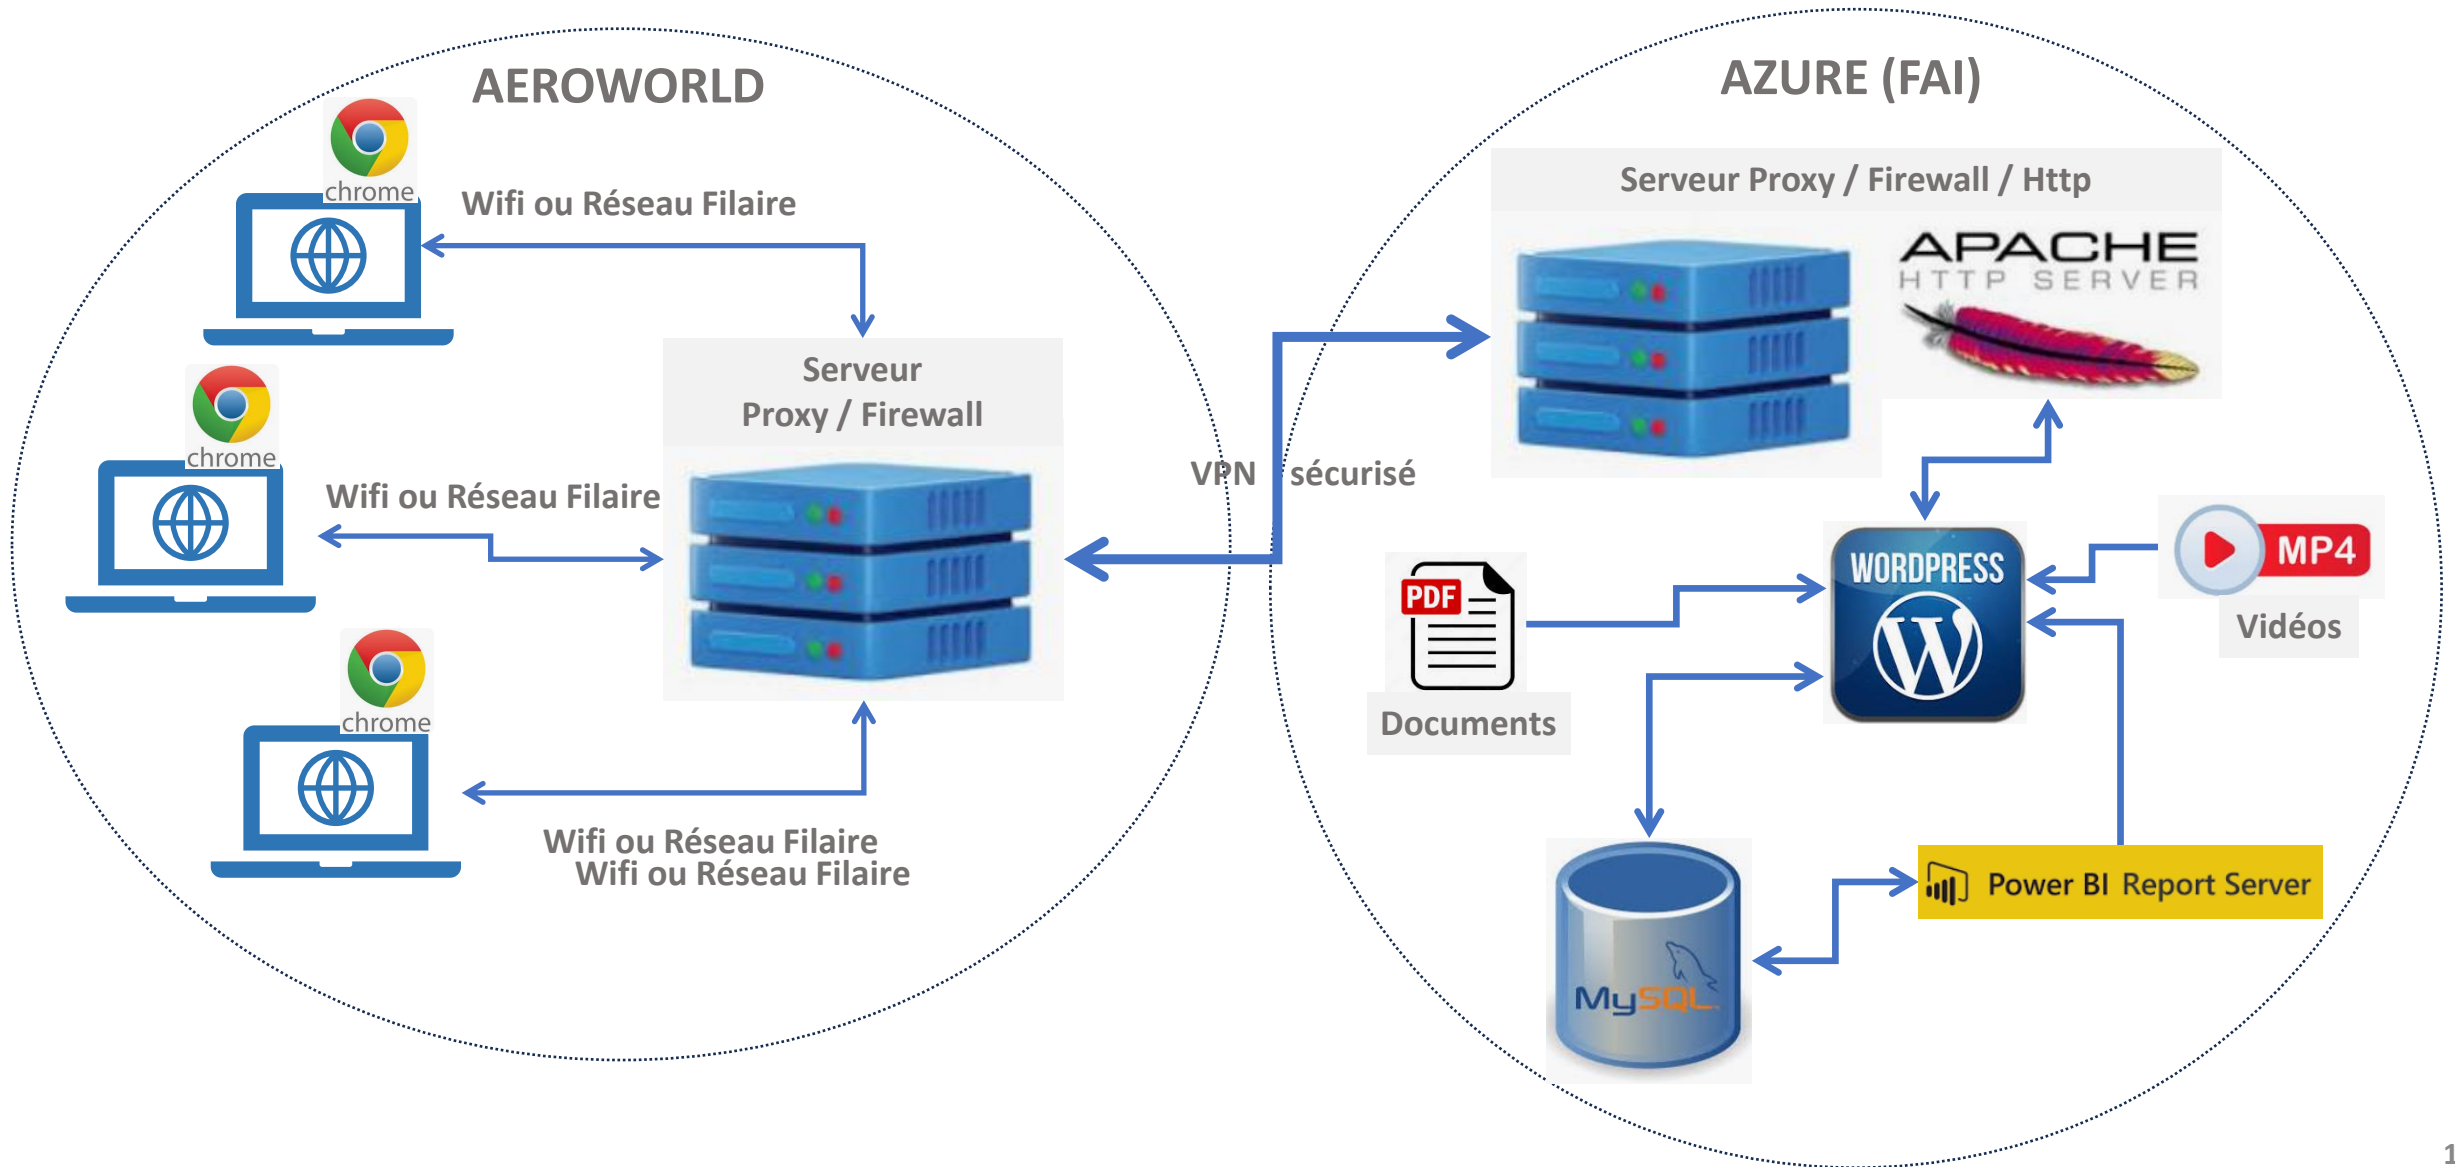 AEROWORLD
chrome
Wifi ou Réseau Filaire
Serveur
Proxy / Firewall
chrome
Wifi ou Réseau Filaire
chrome
Wifi ou Réseau Filaire
Wifi ou Réseau Filaire
VPN sécurisé
AZURE (FAI)
Serveur Proxy / Firewall / Http
APACHE
HTTP SERVER
WORDPRESS
W
MP4
Vidéos
PDF
Documents
MySQL
Power BI Report Server
1